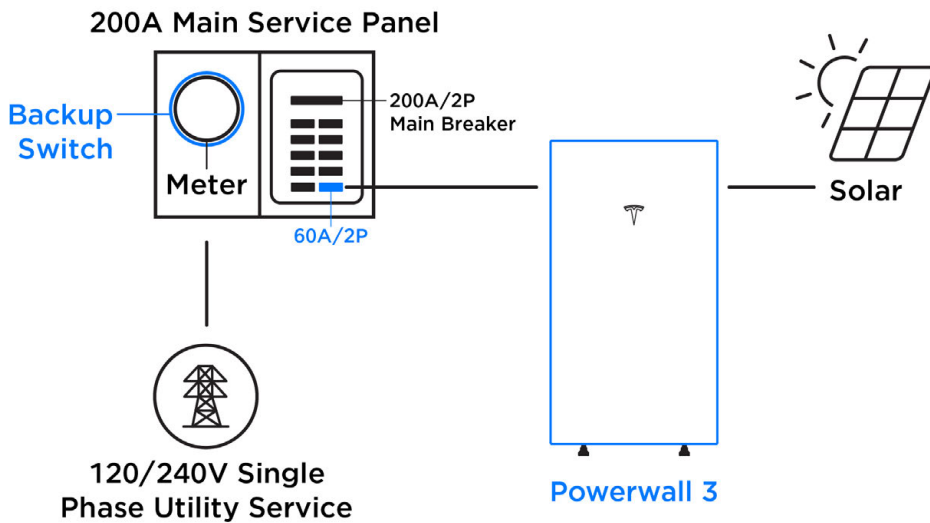 200A Main Service Panel
Backup
Switch
Meter
200A/2P
Main Breaker
60A/2P
Solar
120/240V Single
Phase Utility Service
Powerwall 3